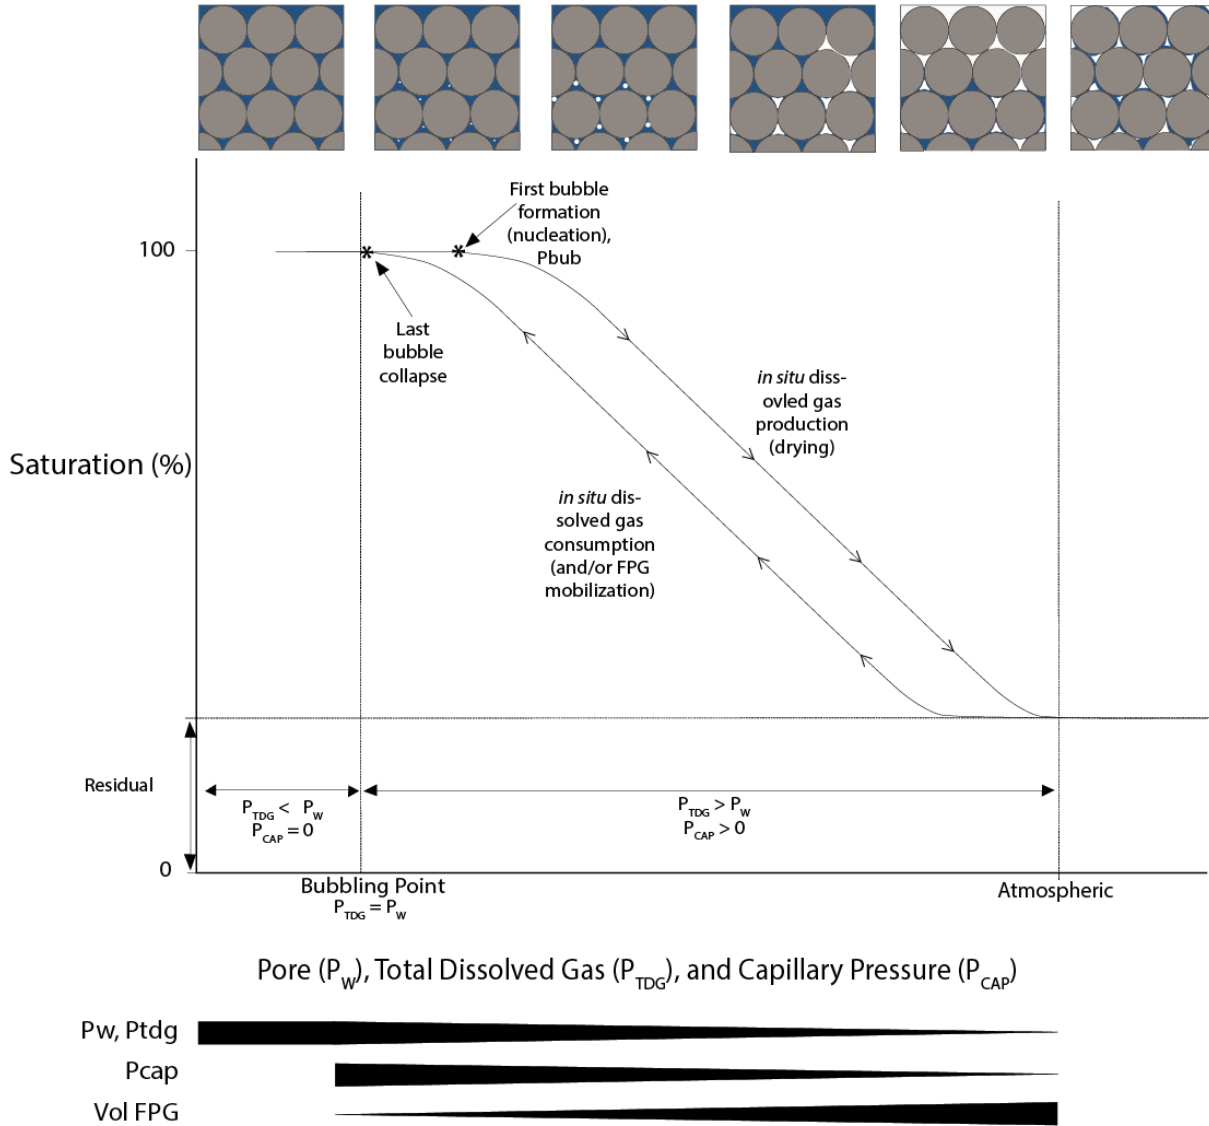 First bubble
formation
(nucleation),
Pbub
100
Last
bubble
collapse
in situ diss-
ovled gas
production
(drying)
Saturation (%)
in situ dis-
solved gas
consumption
(and/or FPG
mobilization)
Residual
P_TDG < P_W
P_CAP = 0
P_TDG > P_W
P_CAP > 0
0
Bubbling Point
P_TDG = P_W
Atmospheric
Pore (P_W), Total Dissolved Gas (P_TDG), and Capillary Pressure (P_CAP)
Pw, Ptdg
Pcap
Vol FPG